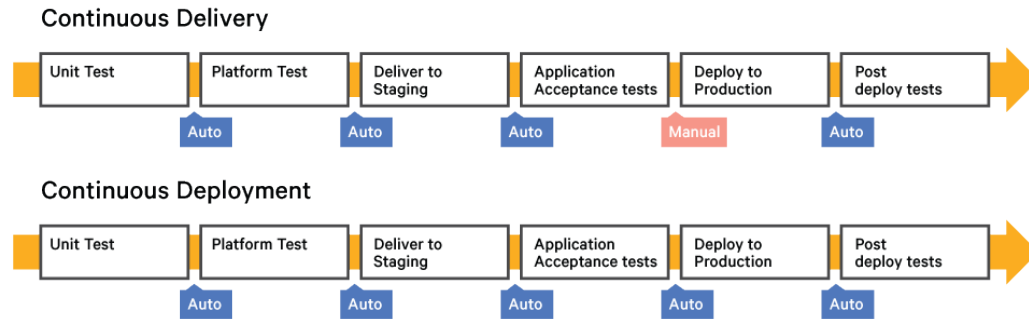 Continuous Delivery
Unit Test
Platform Test
Deliver to
Staging
Application
Acceptance tests
Deploy to
Production
Post
deploy tests
Auto
Auto
Auto
Manual
Auto
Continuous Deployment
Unit Test
Platform Test
Deliver to
Staging
Application
Acceptance tests
Deploy to
Production
Post
deploy tests
Auto
Auto
Auto
Auto
Auto